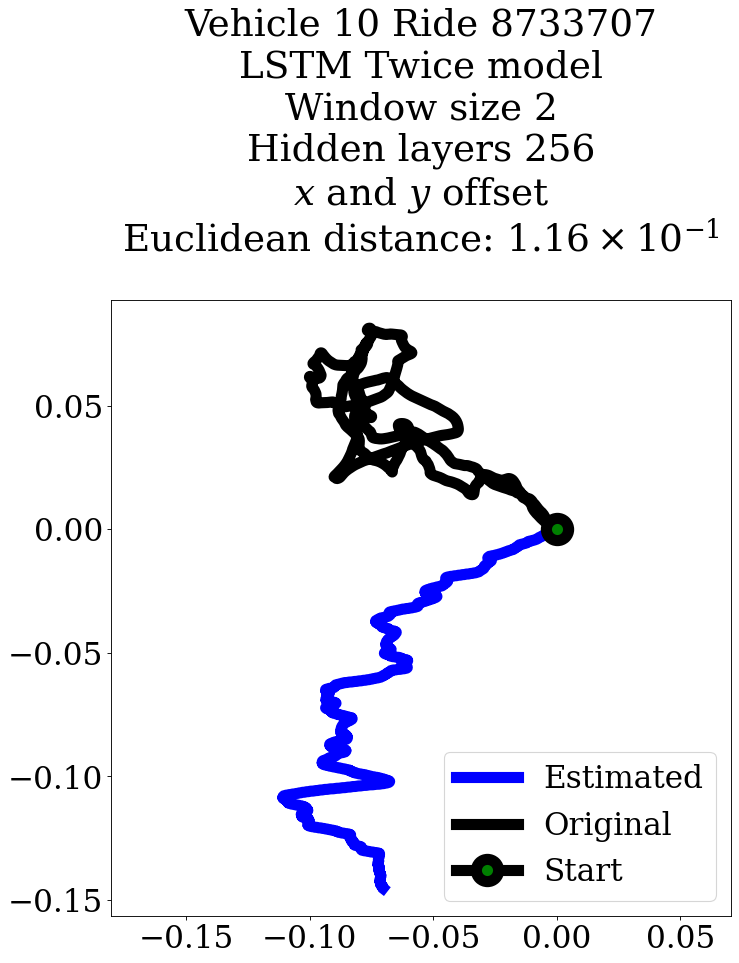 Vehicle 10 Ride 8733707
LSTM Twice model
Window size 2
Hidden layers 256
x and y offset
Euclidean distance: 1.16 × 10⁻¹
0.05
0.00
−0.05
−0.10
−0.15
Estimated
Original
Start
−0.15 −0.10 −0.05 0.00 0.05